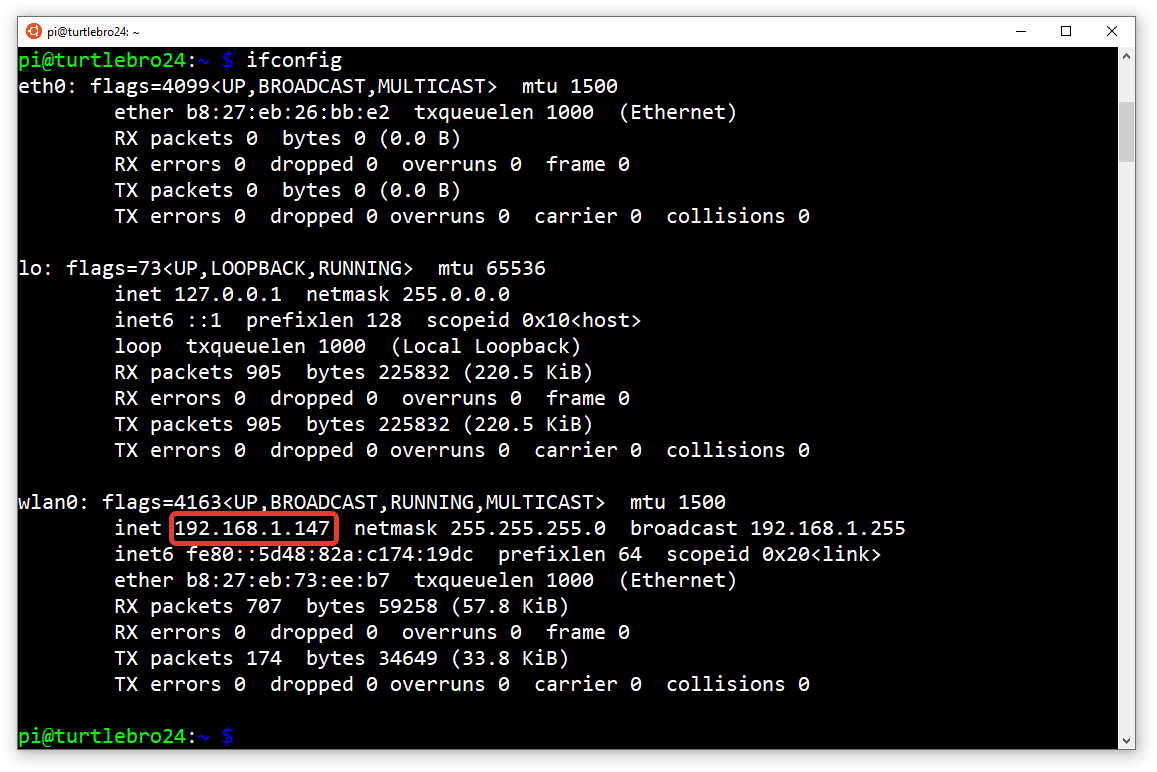 pi@turtlebro24: ~
pi@turtlebro24:~ $ ifconfig
eth0: flags=4099<UP,BROADCAST,MULTICAST>  mtu 1500
        ether b8:27:eb:26:bb:e2  txqueuelen 1000  (Ethernet)
        RX packets 0  bytes 0 (0.0 B)
        RX errors 0  dropped 0  overruns 0  frame 0
        TX packets 0  bytes 0 (0.0 B)
        TX errors 0  dropped 0 overruns 0  carrier 0  collisions 0

lo: flags=73<UP,LOOPBACK,RUNNING>  mtu 65536
        inet 127.0.0.1  netmask 255.0.0.0
        inet6 ::1  prefixlen 128  scopeid 0x10<host>
        loop  txqueuelen 1000  (Local Loopback)
        RX packets 905  bytes 225832 (220.5 KiB)
        RX errors 0  dropped 0  overruns 0  frame 0
        TX packets 905  bytes 225832 (220.5 KiB)
        TX errors 0  dropped 0 overruns 0  carrier 0  collisions 0

wlan0: flags=4163<UP,BROADCAST,RUNNING,MULTICAST>  mtu 1500
        inet 192.168.1.147  netmask 255.255.255.0  broadcast 192.168.1.255
        inet6 fe80::5d48:82a:c174:19dc  prefixlen 64  scopeid 0x20<link>
        ether b8:27:eb:73:ee:b7  txqueuelen 1000  (Ethernet)
        RX packets 707  bytes 59258 (57.8 KiB)
        RX errors 0  dropped 0  overruns 0  frame 0
        TX packets 174  bytes 34649 (33.8 KiB)
        TX errors 0  dropped 0 overruns 0  carrier 0  collisions 0

pi@turtlebro24:~ $